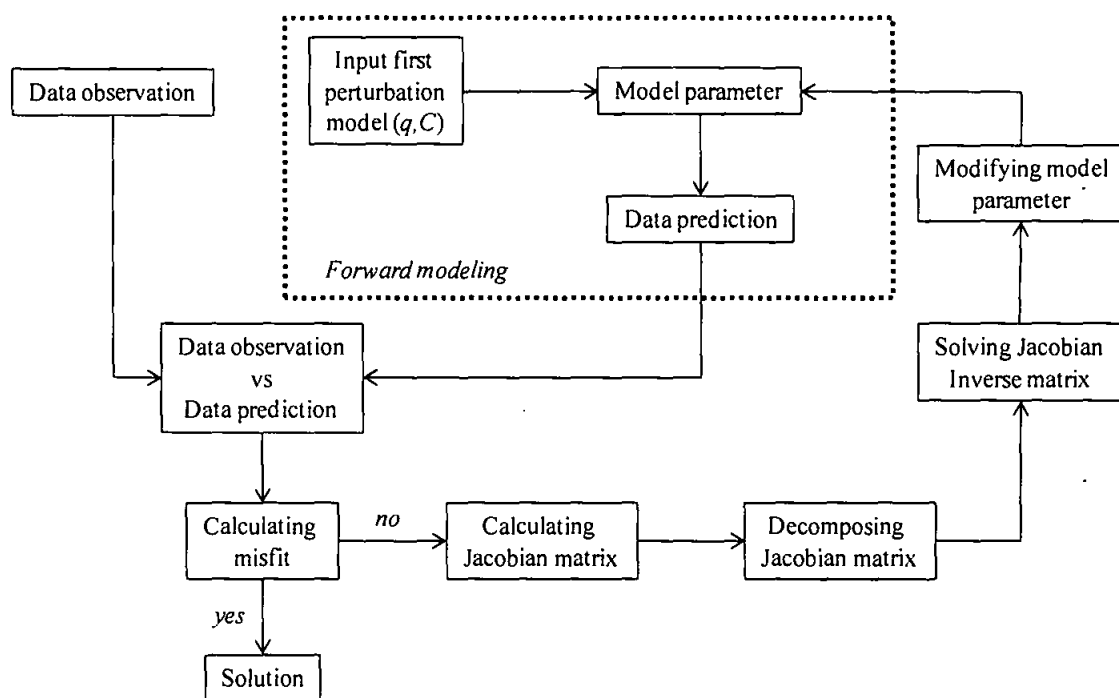 Data observation
Input first
perturbation
model (q,C)
Model parameter
Data prediction
Forward modeling
Modifying model
parameter
Data observation
vs
Data prediction
Solving Jacobian
Inverse matrix
Calculating
misfit
no
Calculating
Jacobian matrix
Decomposing
Jacobian matrix
yes
Solution